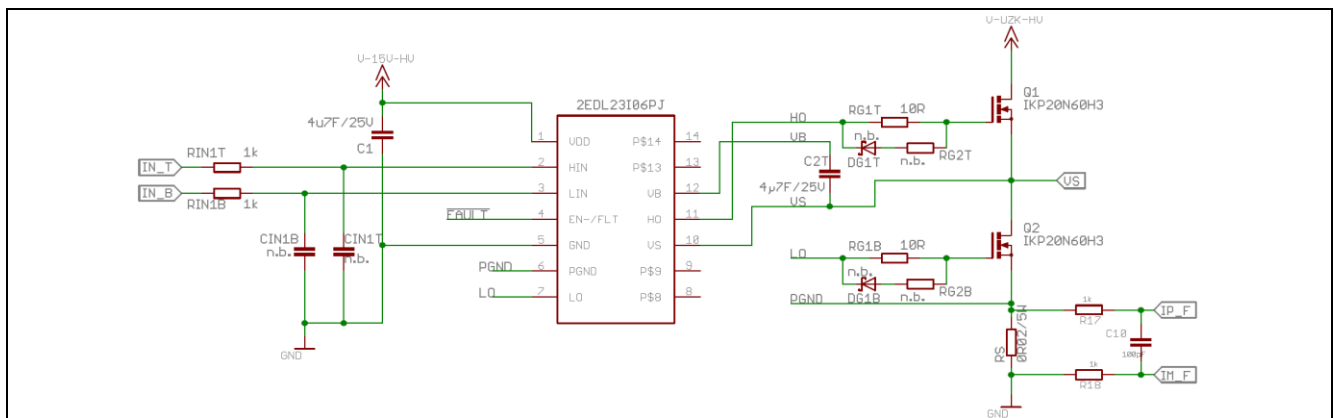 V-UZK-HV
V-15V-HV
4u7F/25V
C1
2EDL23I06PJ
1 VDD P$14 14
2 HIN P$13 13
3 LIN VB 12
4 EN-/FLT HO 11
5 GND VS 10
6 PGND P$9 9
7 LO P$8 8
IN_T
RIN1T 1k
IN_B
RIN1B 1k
CIN1B
n.b.
CIN1T
n.b.
GND
FAULT
PGND
LO
HO
VB
C2T
4µ7F/25V
VS
RG1T 10R
n.b.
DG1T
n.b.
RG2T
Q1
IKP20N60H3
VS
LO
RG1B 10R
n.b.
DG1B
n.b.
RG2B
Q2
IKP20N60H3
PGND
RS
0R02/5W
1k
R17
IP_F
C10
100pF
1k
R18
IM_F
GND